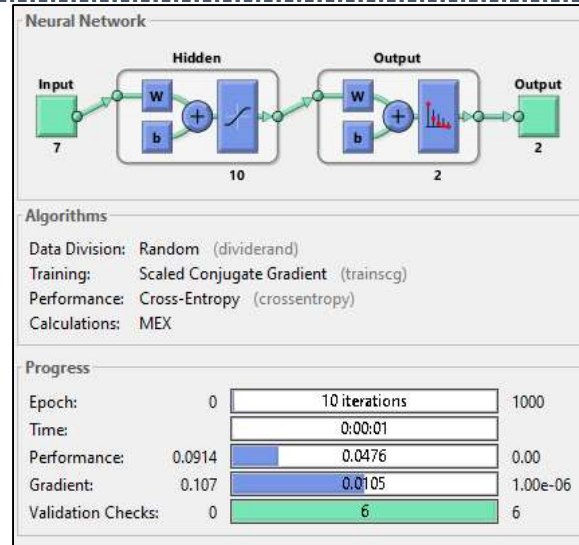 Neural Network
Hidden
Output
Input
W
b
+
W
b
+
Output
7
10
2
2
Algorithms
Data Division: Random (dividerand)
Training: Scaled Conjugate Gradient (trainscg)
Performance: Cross-Entropy (crossentropy)
Calculations: MEX
Progress
Epoch: 0 10 iterations 1000
Time: 0:00:01
Performance: 0.0914 0.0476 0.00
Gradient: 0.107 0.0105 1.00e-06
Validation Checks: 0 6 6